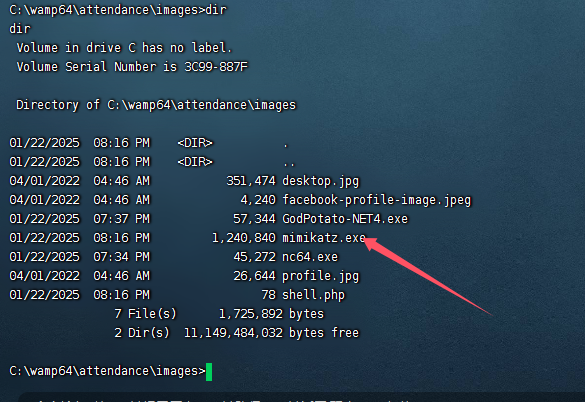 C:\wamp64\attendance\images>dir
dir
 Volume in drive C has no label.
 Volume Serial Number is 3C99-887F

 Directory of C:\wamp64\attendance\images

01/22/2025  08:16 PM    <DIR>          .
01/22/2025  08:16 PM    <DIR>          ..
04/01/2022  04:46 AM           351,474 desktop.jpg
04/01/2022  04:46 AM             4,240 facebook-profile-image.jpeg
01/22/2025  07:37 PM            57,344 GodPotato-NET4.exe
01/22/2025  08:16 PM         1,240,840 mimikatz.exe
01/22/2025  07:34 PM            45,272 nc64.exe
04/01/2022  04:46 AM            26,644 profile.jpg
01/22/2025  08:16 PM                78 shell.php
               7 File(s)      1,725,892 bytes
               2 Dir(s)  11,149,484,032 bytes free

C:\wamp64\attendance\images>